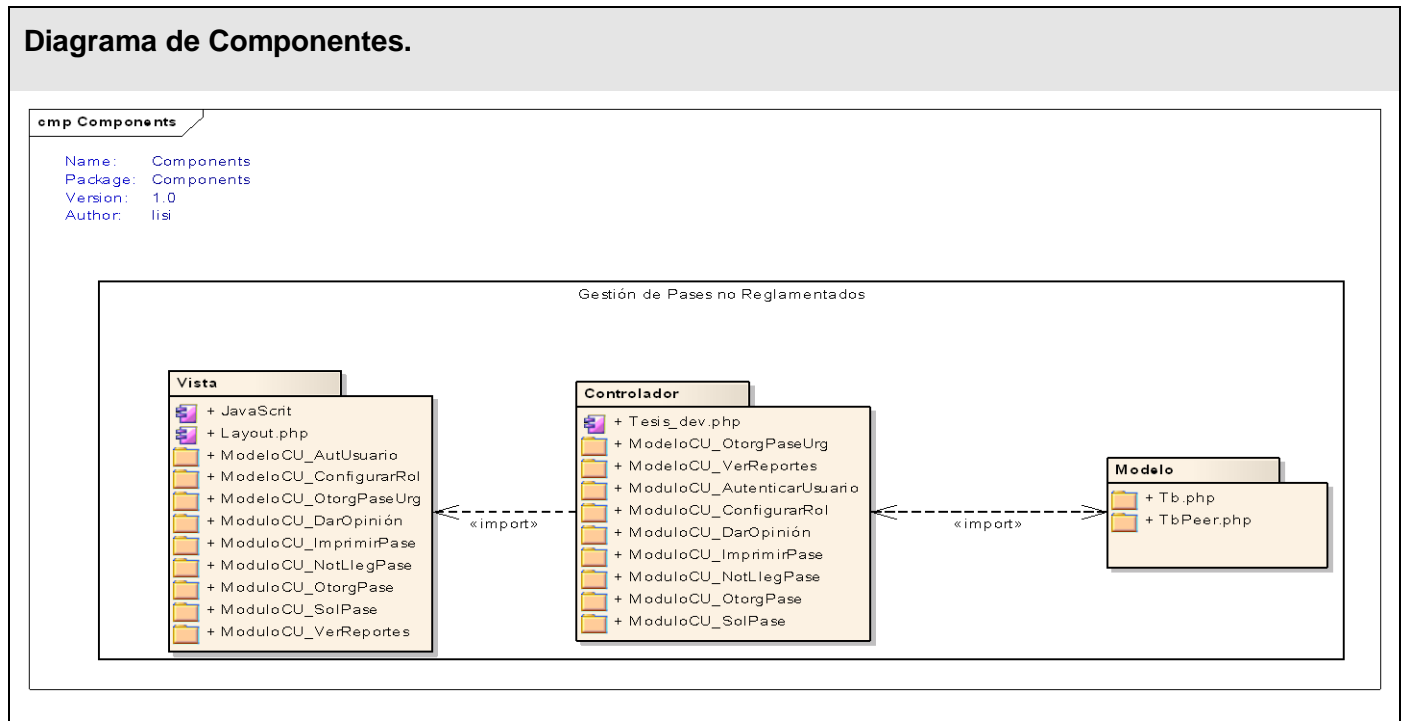 Diagrama de Componentes.
cmp Components
Name: Components
Package: Components
Version: 1.0
Author: lisi
Gestión de Pases no Reglamentados
Vista
+ JavaScrit
+ Layout.php
+ ModeloCU_AutUsuario
+ ModeloCU_ConfigurarRol
+ ModeloCU_OtorgPaseUrg
+ ModuloCU_DarOpinión
+ ModuloCU_ImprimirPase
+ ModuloCU_NotLlegPase
+ ModuloCU_OtorgPase
+ ModuloCU_SolPase
+ ModuloCU_VerReportes
«import»
Controlador
+ Tesis_dev.php
+ ModeloCU_OtorgPaseUrg
+ ModeloCU_VerReportes
+ ModuloCU_AutenticarUsuario
+ ModuloCU_ConfigurarRol
+ ModuloCU_DarOpinión
+ ModuloCU_ImprimirPase
+ ModuloCU_NotLlegPase
+ ModuloCU_OtorgPase
+ ModuloCU_SolPase
«import»
Modelo
+ Tb.php
+ TbPeer.php